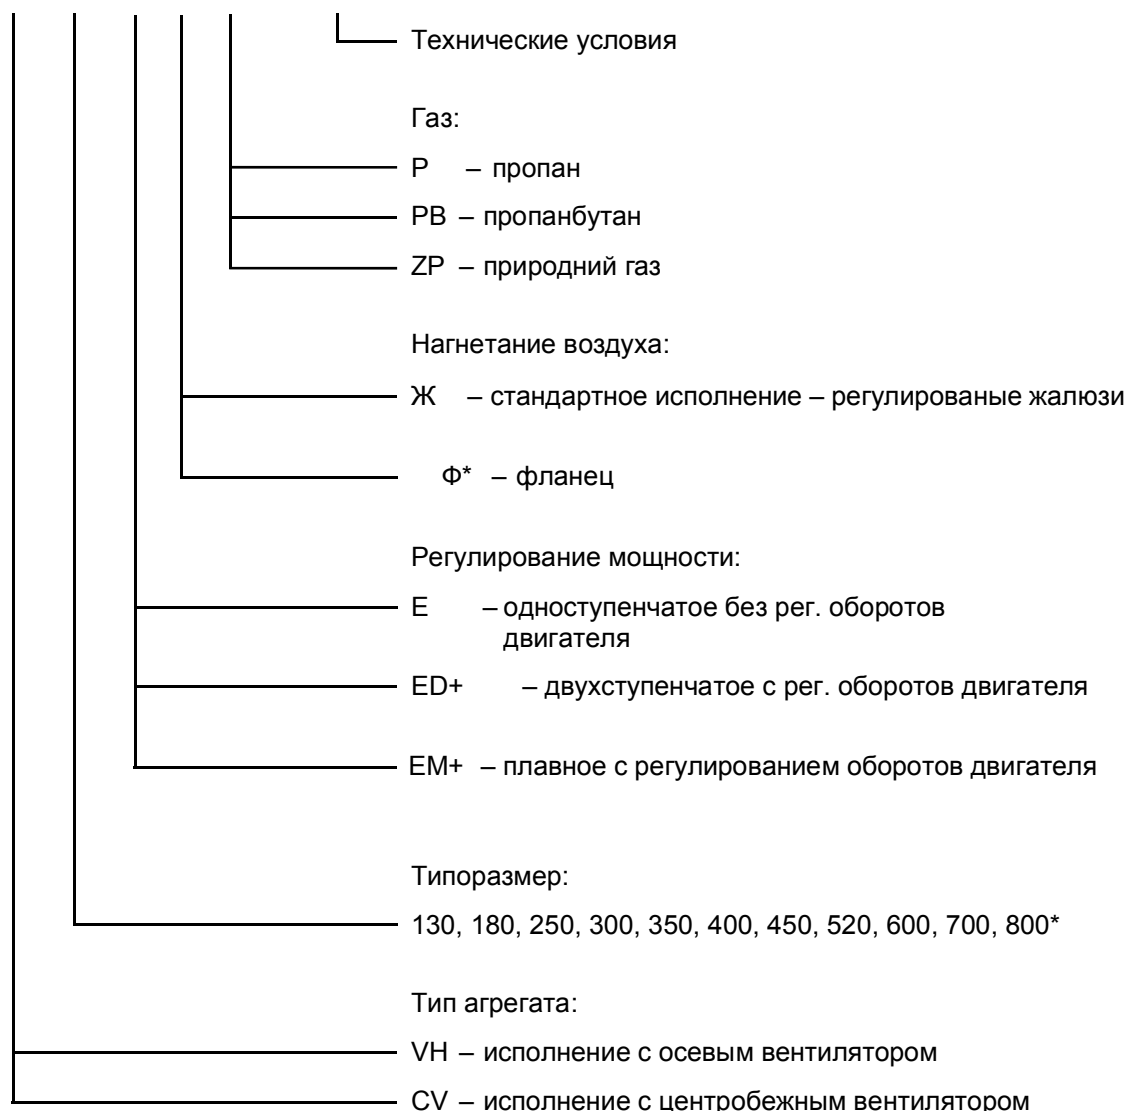 Технические условия
Газ:
P – пропан
PB – пропанбутан
ZP – природний газ
Нагнетание воздуха:
Ж – стандартное исполнение – регулированые жалюзи
Ф* – фланец
Регулирование мощности:
E – одноступенчатое без рег. оборотов
двигателя
ED+ – двухступенчатое с рег. оборотов двигателя
EM+ – плавное с регулированием оборотов двигателя
Типоразмер:
130, 180, 250, 300, 350, 400, 450, 520, 600, 700, 800*
Тип агрегата:
VH – исполнение с осевым вентилятором
CV – исполнение с центробежным вентилятором